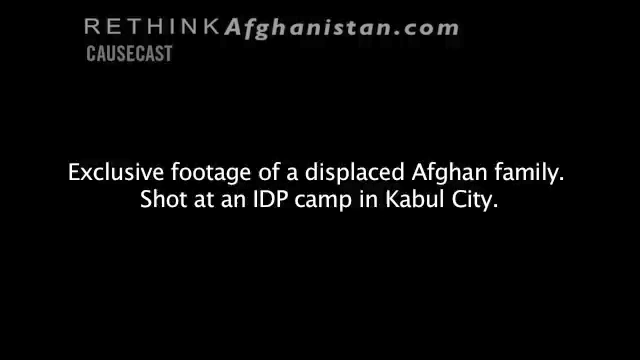 RETHINKAfghanistan.com
CAUSECAST
Exclusive footage of a displaced Afghan family.
Shot at an IDP camp in Kabul City.